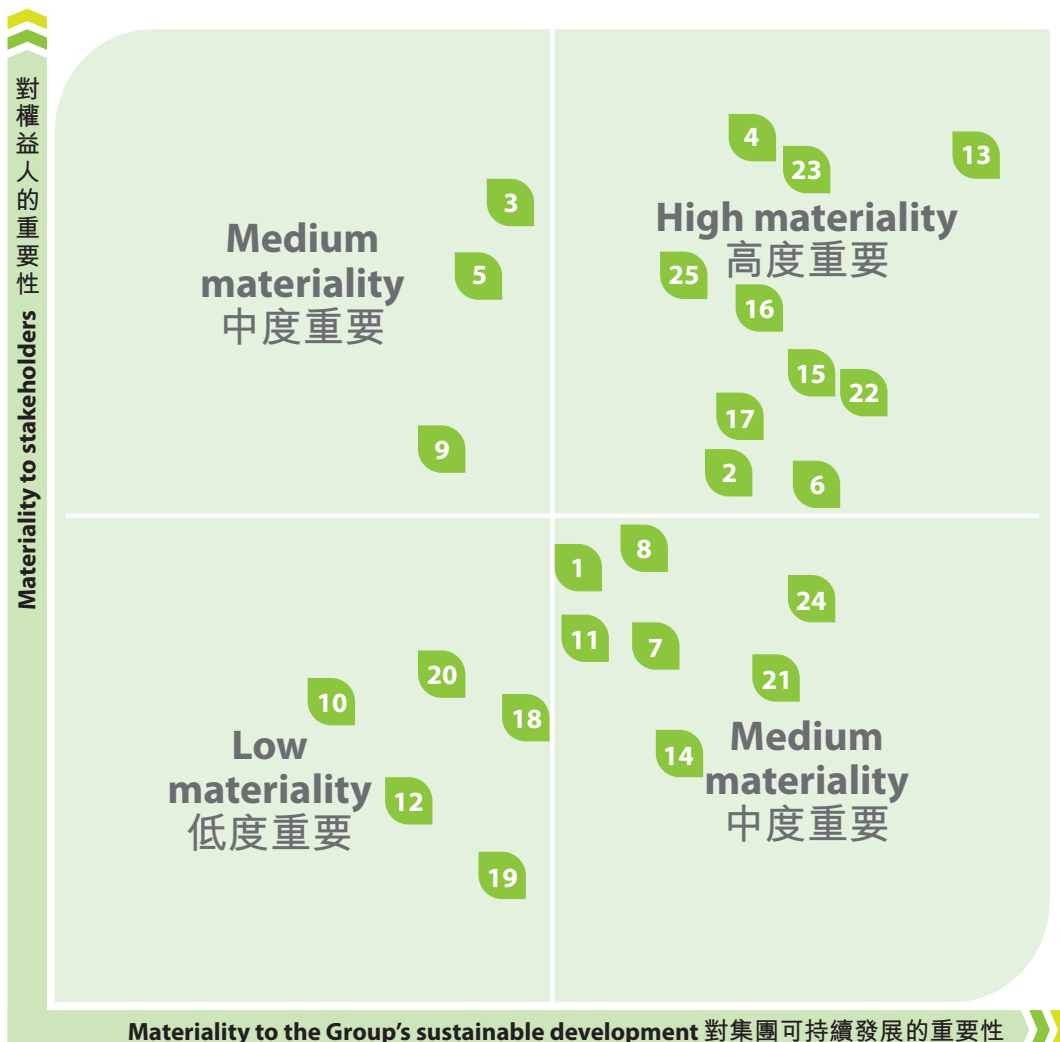 對權益人的重要性 Materiality to stakeholders
4
23
13
3
High materiality
高度重要
Medium
materiality
中度重要
5
25
16
15
22
17
9
2
6
1
8
24
11
7
20
21
10
18
Low
materiality
低度重要
Medium
materiality
中度重要
14
12
19
Materiality to the Group's sustainable development 對集團可持續發展的重要性